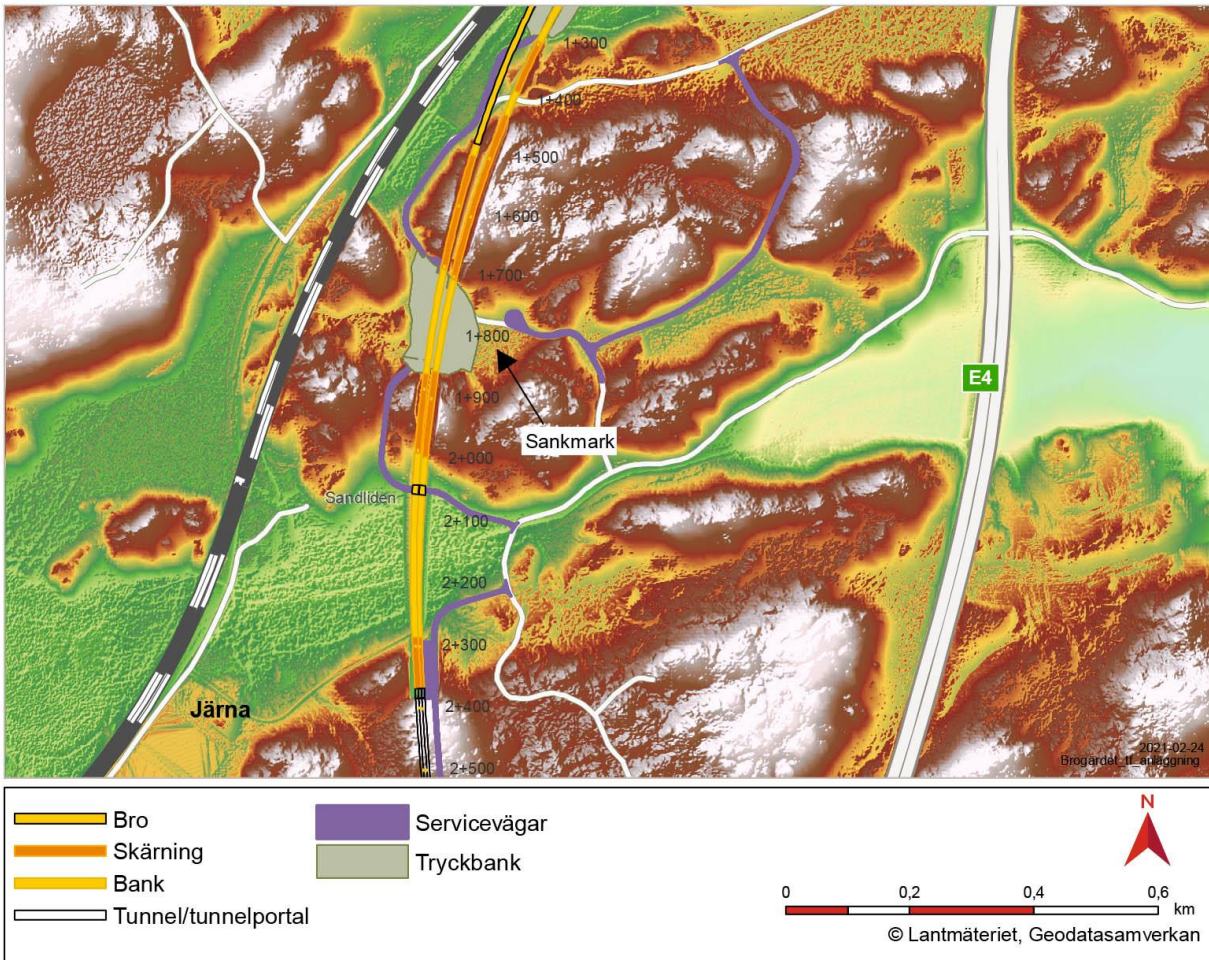 1+300
1+400
1+500
1+600
1+700
1+800
1+900
Sankmark
E4
2+000
Sandliden
2+100
2+200
2+300
2+400
Järna
2+500
2021-02-24
Brogärdet_tf_anläggning
Bro
Skärning
Bank
Tunnel/tunnelportal
Servicevägar
Tryckbank
N
0 0,2 0,4 0,6
km
© Lantmäteriet, Geodatasamverkan